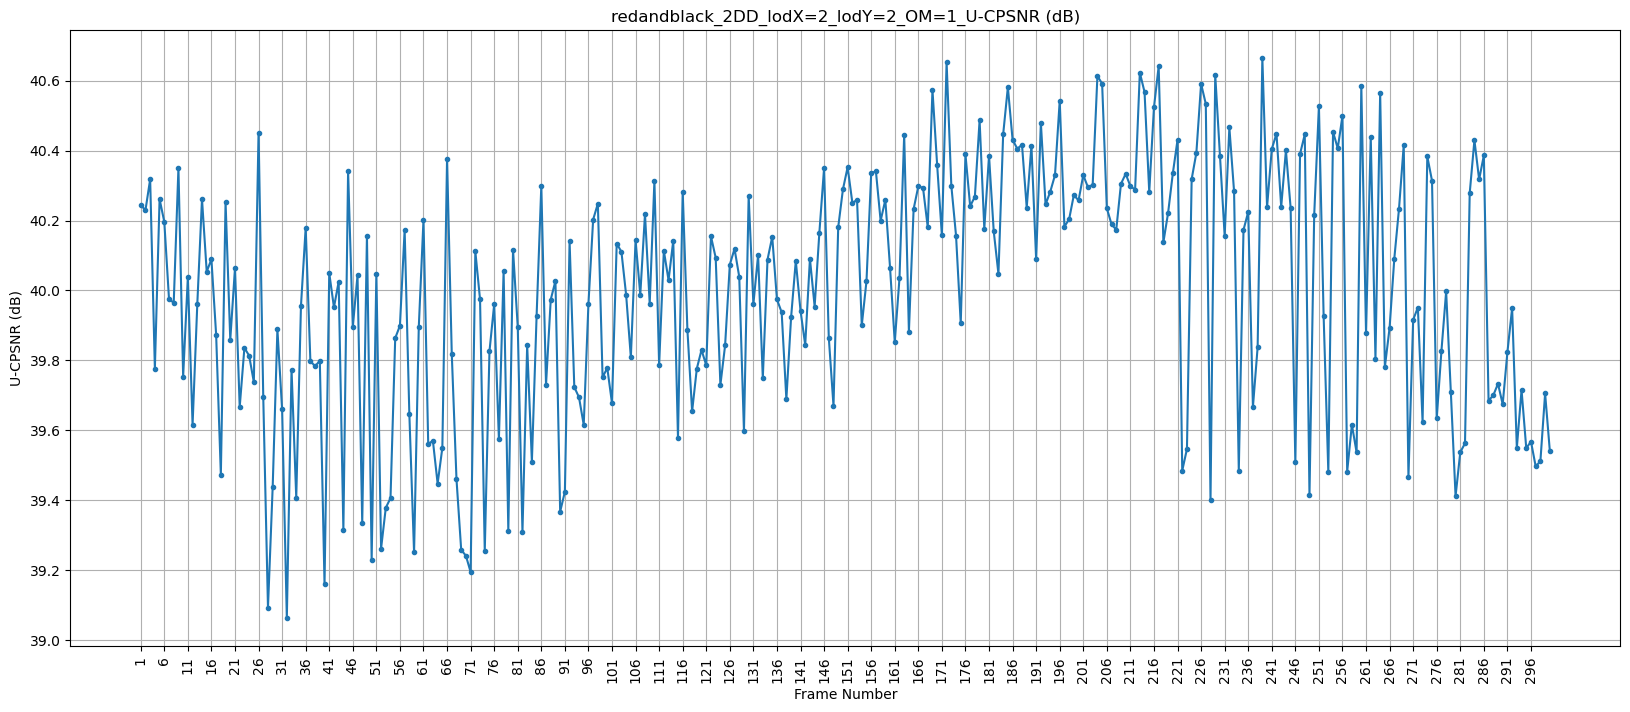 redandblack_2DD_lodX=2_lodY=2_OM=1_U-CPSNR (dB)
U-CPSNR (dB)
40.6
40.4
40.2
40.0
39.8
39.6
39.4
39.2
39.0
1 6 11 16 21 26 31 36 41 46 51 56 61 66 71 76 81 86 91 96 101 106 111 116 121 126 131 136 141 146 151 156 161 166 171 176 181 186 191 196 201 206 211 216 221 226 231 236 241 246 251 256 261 266 271 276 281 286 291 296
Frame Number